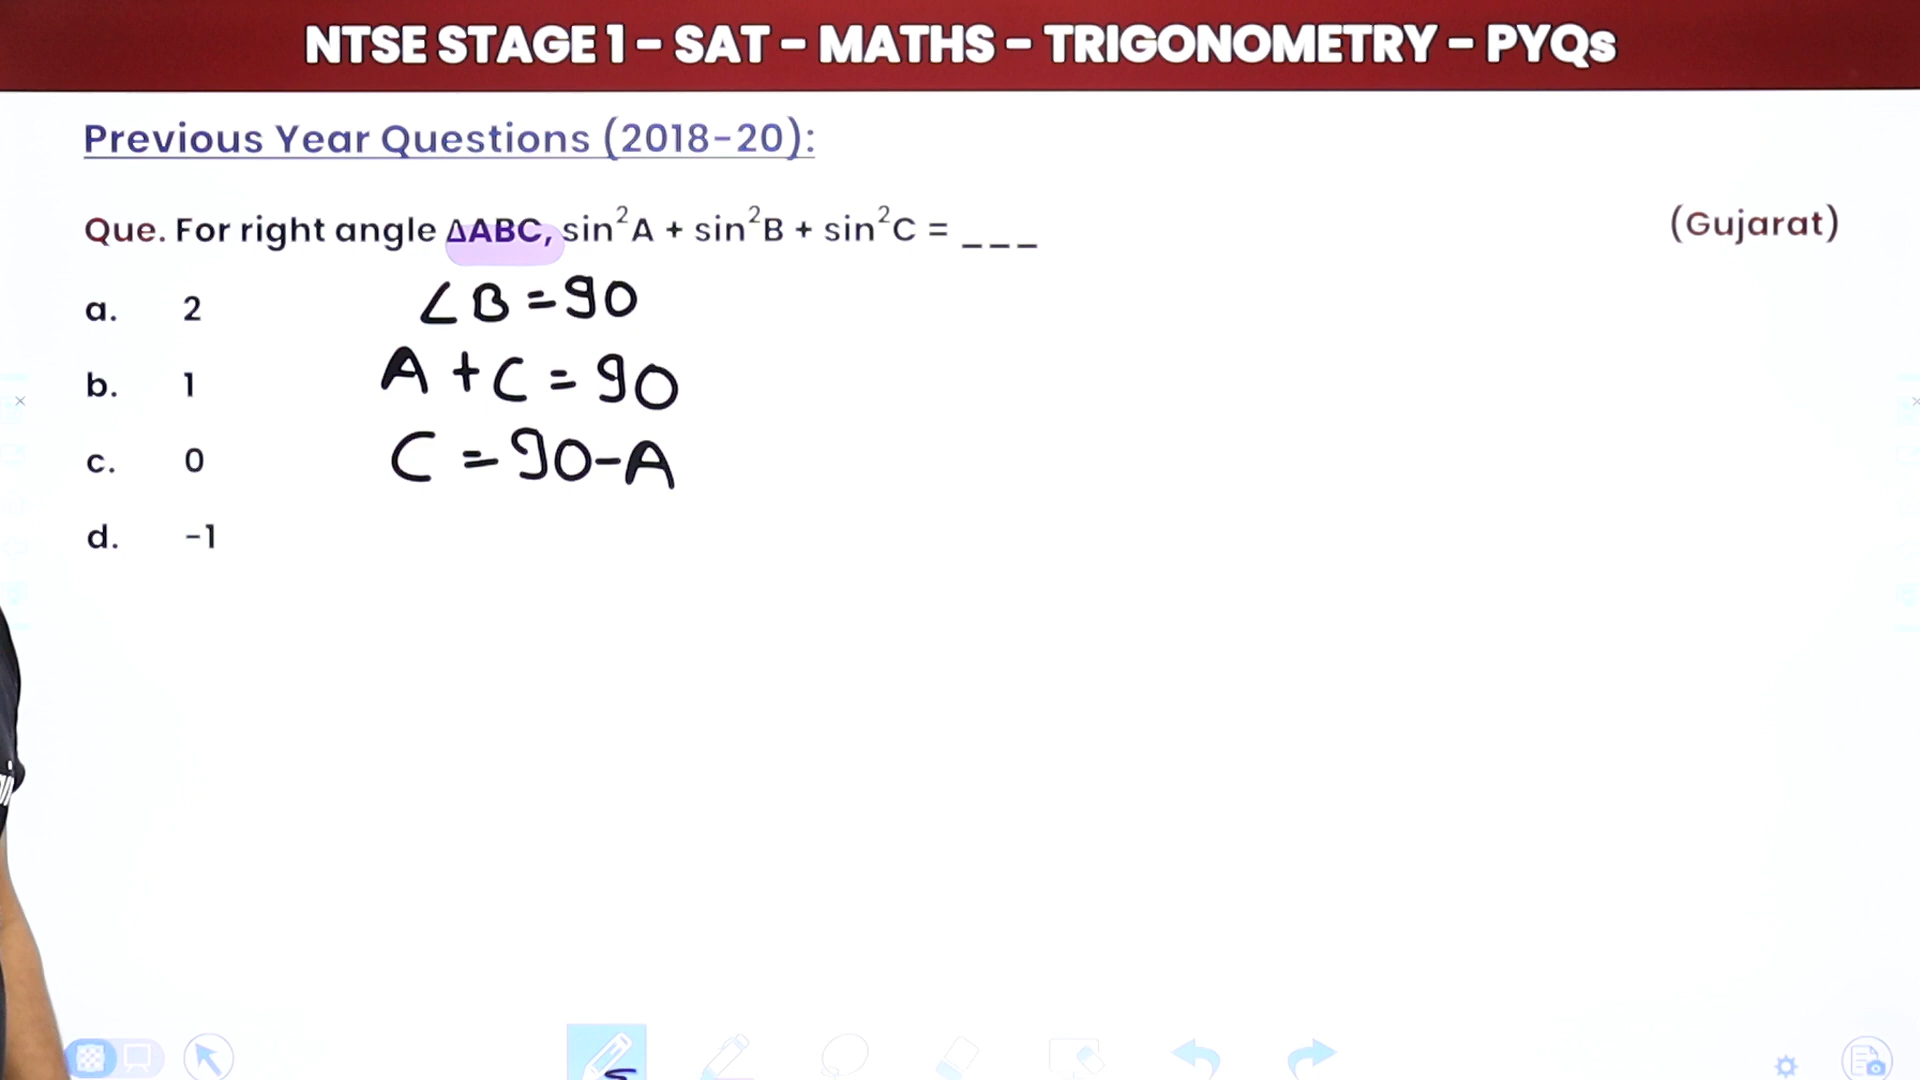 NTSE STAGE 1 – SAT – MATHS – TRIGONOMETRY – PYQs
Previous Year Questions (2018-20):
Que. For right angle ΔABC, sin²A + sin²B + sin²C = _ _ _ (Gujarat)
a. 2
∠B = 90
b. 1
A + C = 90
c. 0
C = 90 - A
d. -1